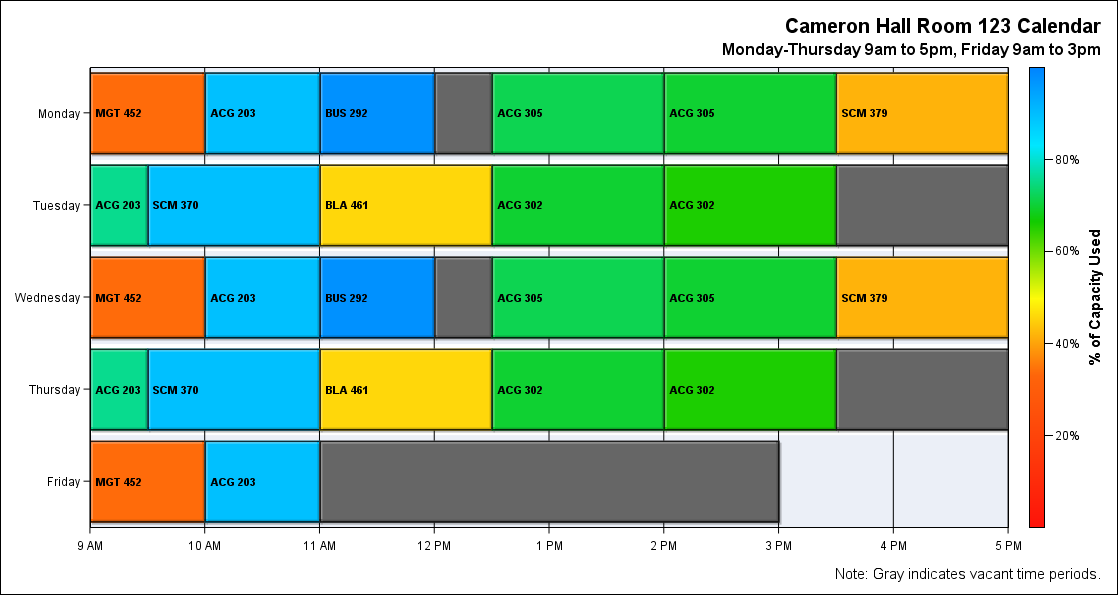 Cameron Hall Room 123 Calendar
Monday-Thursday 9am to 5pm, Friday 9am to 3pm
Monday
MGT 452
ACG 203
BUS 292
ACG 305
ACG 305
SCM 379
Tuesday
ACG 203
SCM 370
BLA 461
ACG 302
ACG 302
Wednesday
MGT 452
ACG 203
BUS 292
ACG 305
ACG 305
SCM 379
Thursday
ACG 203
SCM 370
BLA 461
ACG 302
ACG 302
Friday
MGT 452
ACG 203
9 AM
10 AM
11 AM
12 PM
1 PM
2 PM
3 PM
4 PM
5 PM
80%
60%
40%
20%
% of Capacity Used
Note: Gray indicates vacant time periods.